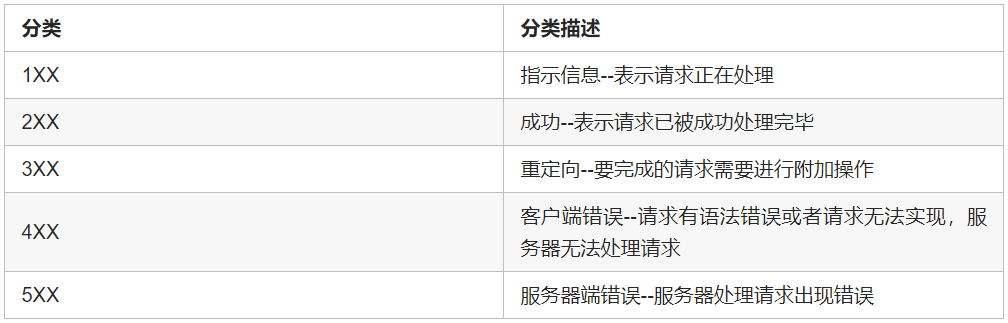 分类 分类描述
1XX 指示信息--表示请求正在处理
2XX 成功--表示请求已被成功处理完毕
3XX 重定向--要完成的请求需要进行附加操作
4XX 客户端错误--请求有语法错误或者请求无法实现，服
务器无法处理请求
5XX 服务器端错误--服务器处理请求出现错误